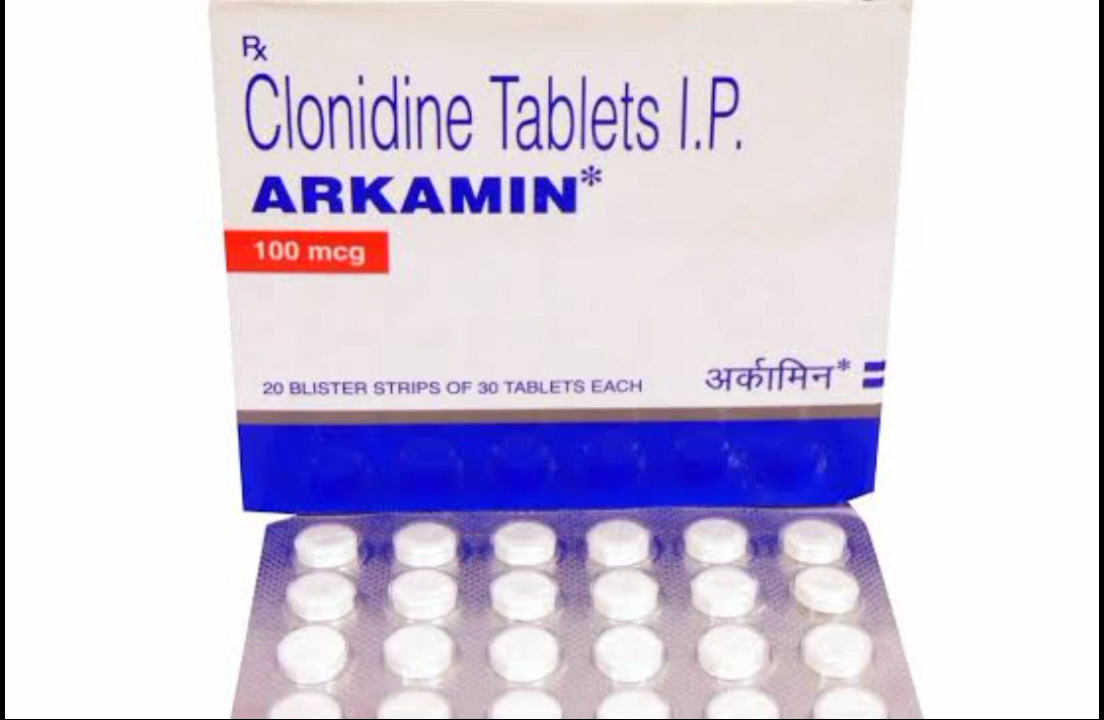 Rx
Clonidine Tablets I.P.
ARKAMIN*
100 mcg
20 BLISTER STRIPS OF 30 TABLETS EACH
अर्कामिन*